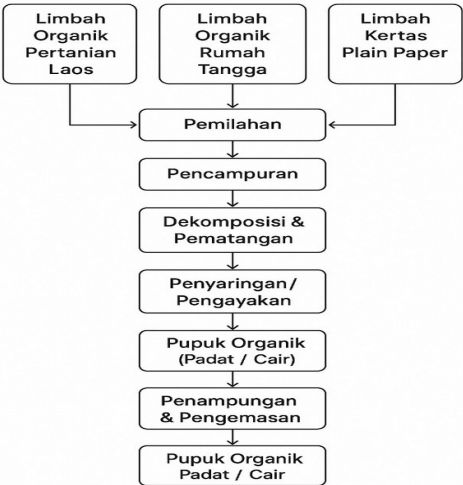 Limbah
Organik
Pertanian
Laos
Limbah
Organik
Rumah
Tangga
Limbah
Kertas
Plain Paper
Pemilahan
Pencampuran
Dekomposisi &
Pematangan
Penyaringan/
Pengayakan
Pupuk Organik
(Padat / Cair)
Penampungan
& Pengemasan
Pupuk Organik
Padat / Cair